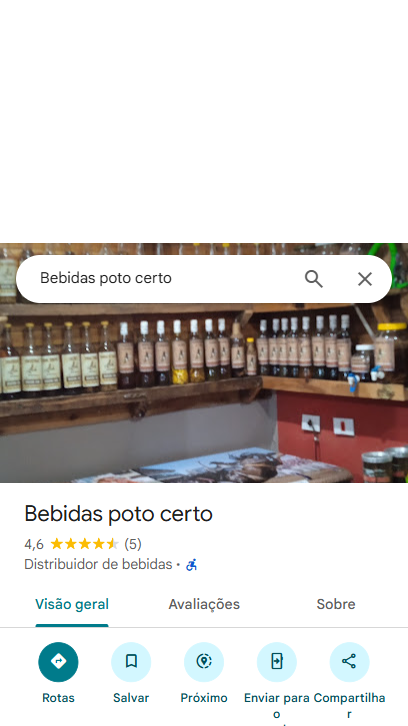 Bebidas poto certo
Bebidas poto certo
4,6 (5)
Distribuidor de bebidas ·
Visão geral Avaliações Sobre
Rotas Salvar Próximo Enviar para o Compartilhar